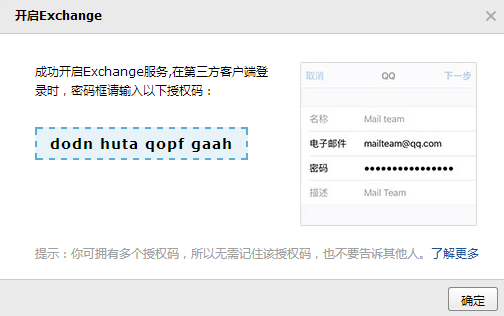 开启Exchange
成功开启Exchange服务,在第三方客户端登
录时，密码框请输入以下授权码：
dodn huta qopf gaah
取消 QQ 下一步
名称 Mail team
电子邮件 mailteam@qq.com
密码 ●●●●●●●●●●●●●●●●
描述 Mail Team
提示：你可拥有多个授权码，所以无需记住该授权码，也不要告诉其他人。了解更多
确定